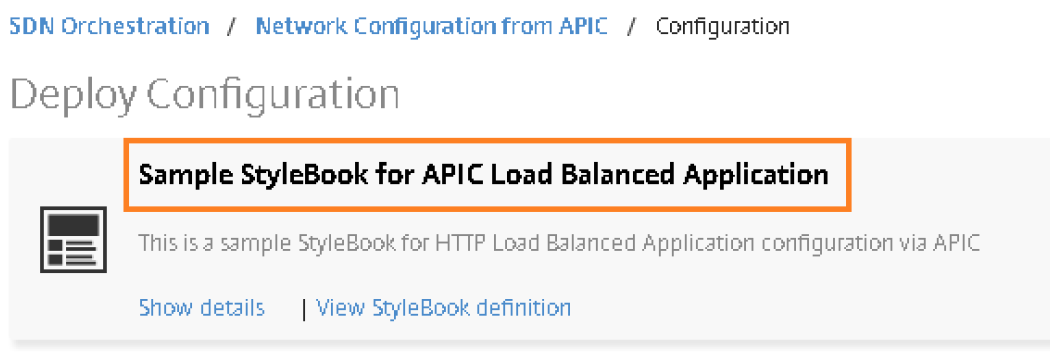 SDN Orchestration / Network Configuration from APIC / Configuration
Deploy Configuration
Sample StyleBook for APIC Load Balanced Application
This is a sample StyleBook for HTTP Load Balanced Application configuration via APIC
Show details | View StyleBook definition